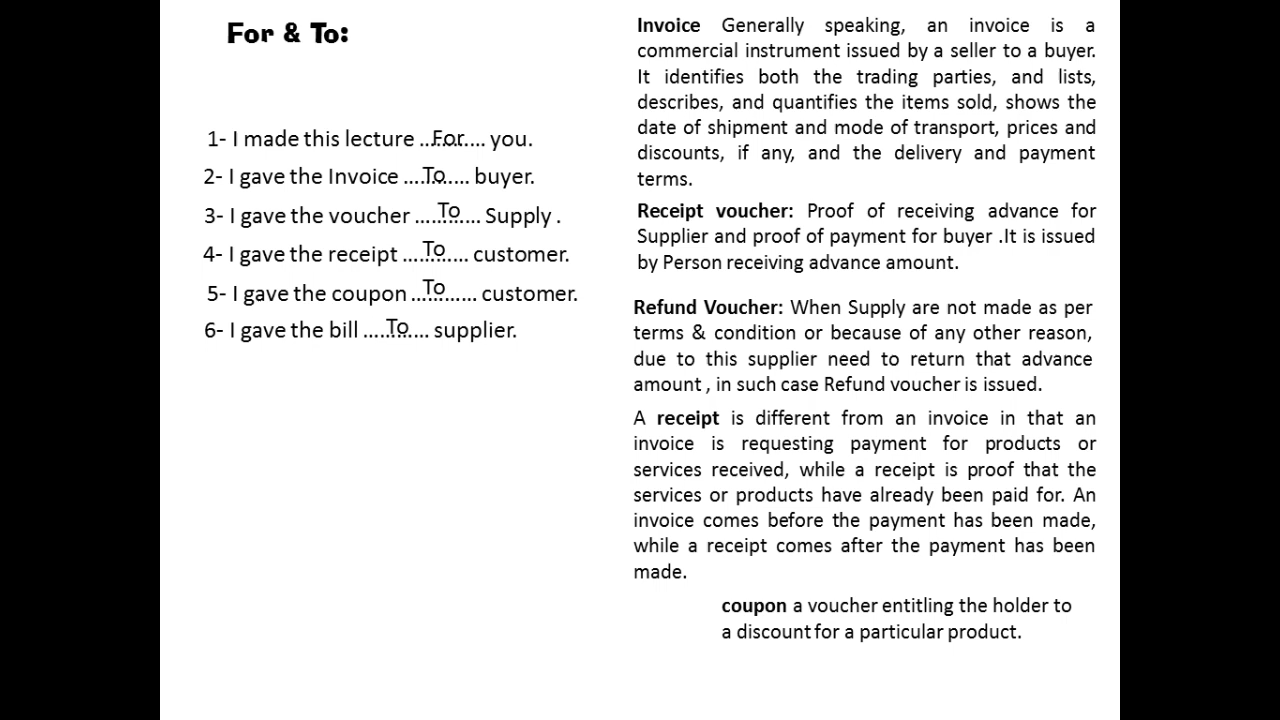 For & To:
1- I made this lecture ...For.... you.
2- I gave the Invoice ....To..... buyer.
3- I gave the voucher .....To..... Supply .
4- I gave the receipt ....To..... customer.
5- I gave the coupon ...To....... customer.
6- I gave the bill ....To.... supplier.
Invoice Generally speaking, an invoice is a
commercial instrument issued by a seller to a buyer.
It identifies both the trading parties, and lists,
describes, and quantifies the items sold, shows the
date of shipment and mode of transport, prices and
discounts, if any, and the delivery and payment
terms.
Receipt voucher: Proof of receiving advance for
Supplier and proof of payment for buyer .It is issued
by Person receiving advance amount.
Refund Voucher: When Supply are not made as per
terms & condition or because of any other reason,
due to this supplier need to return that advance
amount , in such case Refund voucher is issued.
A receipt is different from an invoice in that an
invoice is requesting payment for products or
services received, while a receipt is proof that the
services or products have already been paid for. An
invoice comes before the payment has been made,
while a receipt comes after the payment has been
made.
coupon a voucher entitling the holder to
a discount for a particular product.